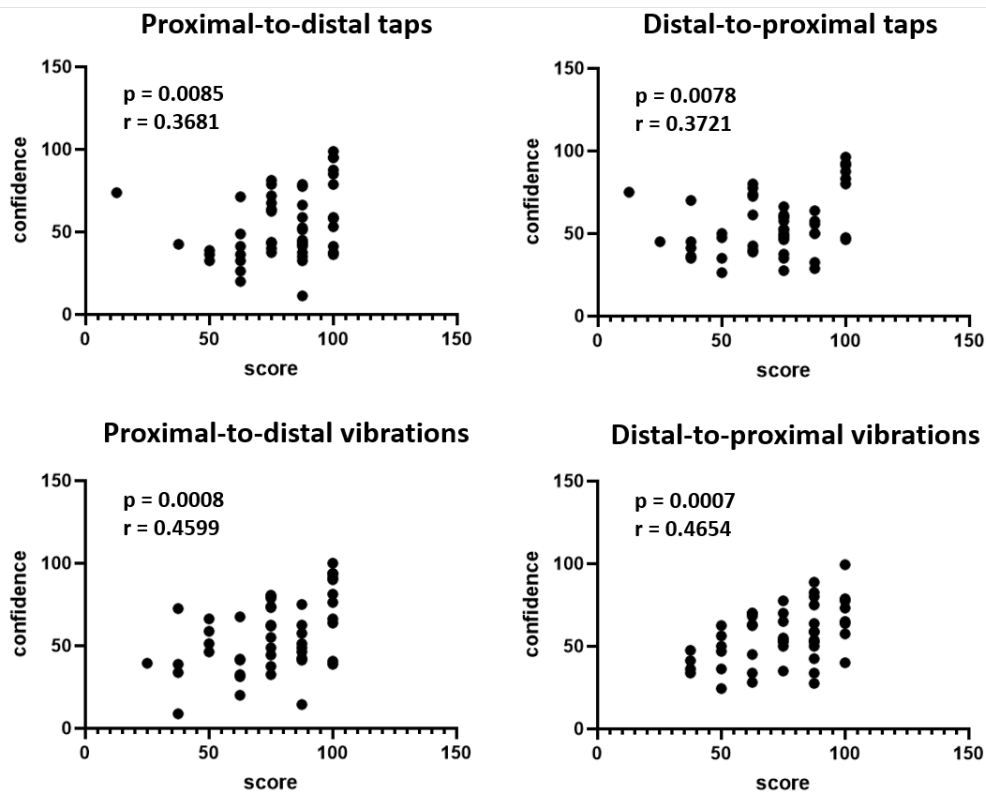 Proximal-to-distal taps
150
100
50
0
confidence
p = 0.0085
r = 0.3681
0
50
100
150
score
Distal-to-proximal taps
150
100
50
0
confidence
p = 0.0078
r = 0.3721
0
50
100
150
score
Proximal-to-distal vibrations
150
100
50
0
confidence
p = 0.0008
r = 0.4599
0
50
100
150
score
Distal-to-proximal vibrations
150
100
50
0
confidence
p = 0.0007
r = 0.4654
0
50
100
150
score